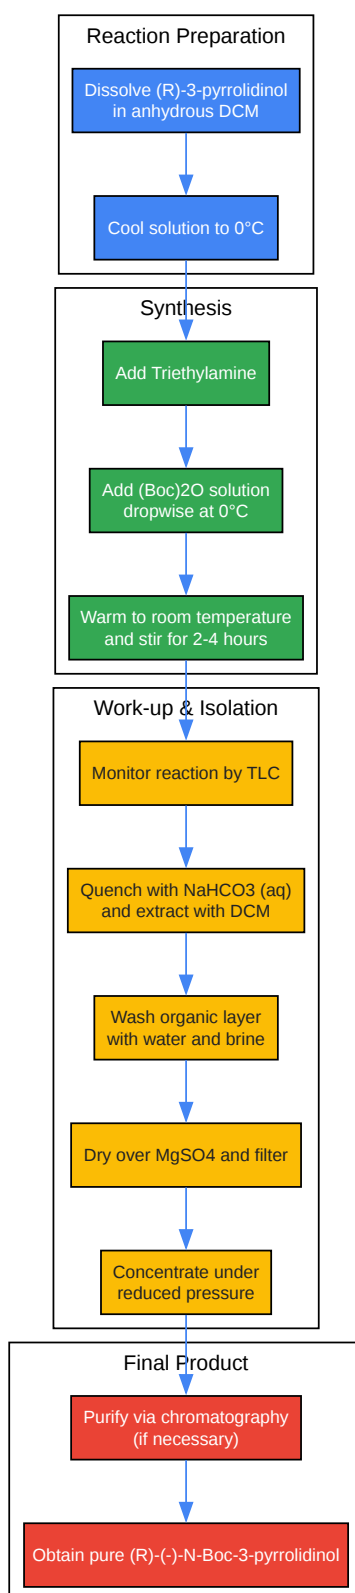 Reaction Preparation
Dissolve (R)-3-pyrrolidinol
in anhydrous DCM
Cool solution to 0°C
Synthesis
Add Triethylamine
Add (Boc)2O solution
dropwise at 0°C
Warm to room temperature
and stir for 2-4 hours
Work-up & Isolation
Monitor reaction by TLC
Quench with NaHCO3 (aq)
and extract with DCM
Wash organic layer
with water and brine
Dry over MgSO4 and filter
Concentrate under
reduced pressure
Final Product
Purify via chromatography
(if necessary)
Obtain pure (R)-(-)-N-Boc-3-pyrrolidinol